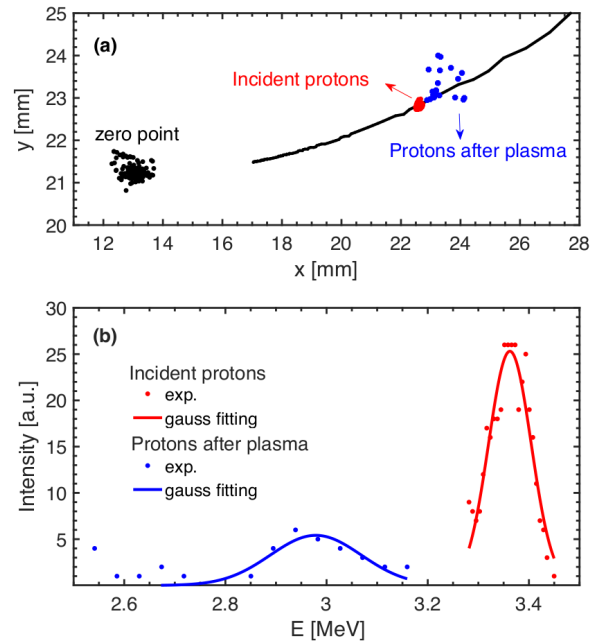 25
24
23
22
21
20
y [mm]
(a)
Incident protons
zero point
Protons after plasma
12 14 16 18 20 22 24 26 28
x [mm]
30
25
20
15
10
5
Intensity [a.u.]
(b)
Incident protons
exp.
gauss fitting
Protons after plasma
exp.
gauss fitting
2.6 2.8 3 3.2 3.4
E [MeV]